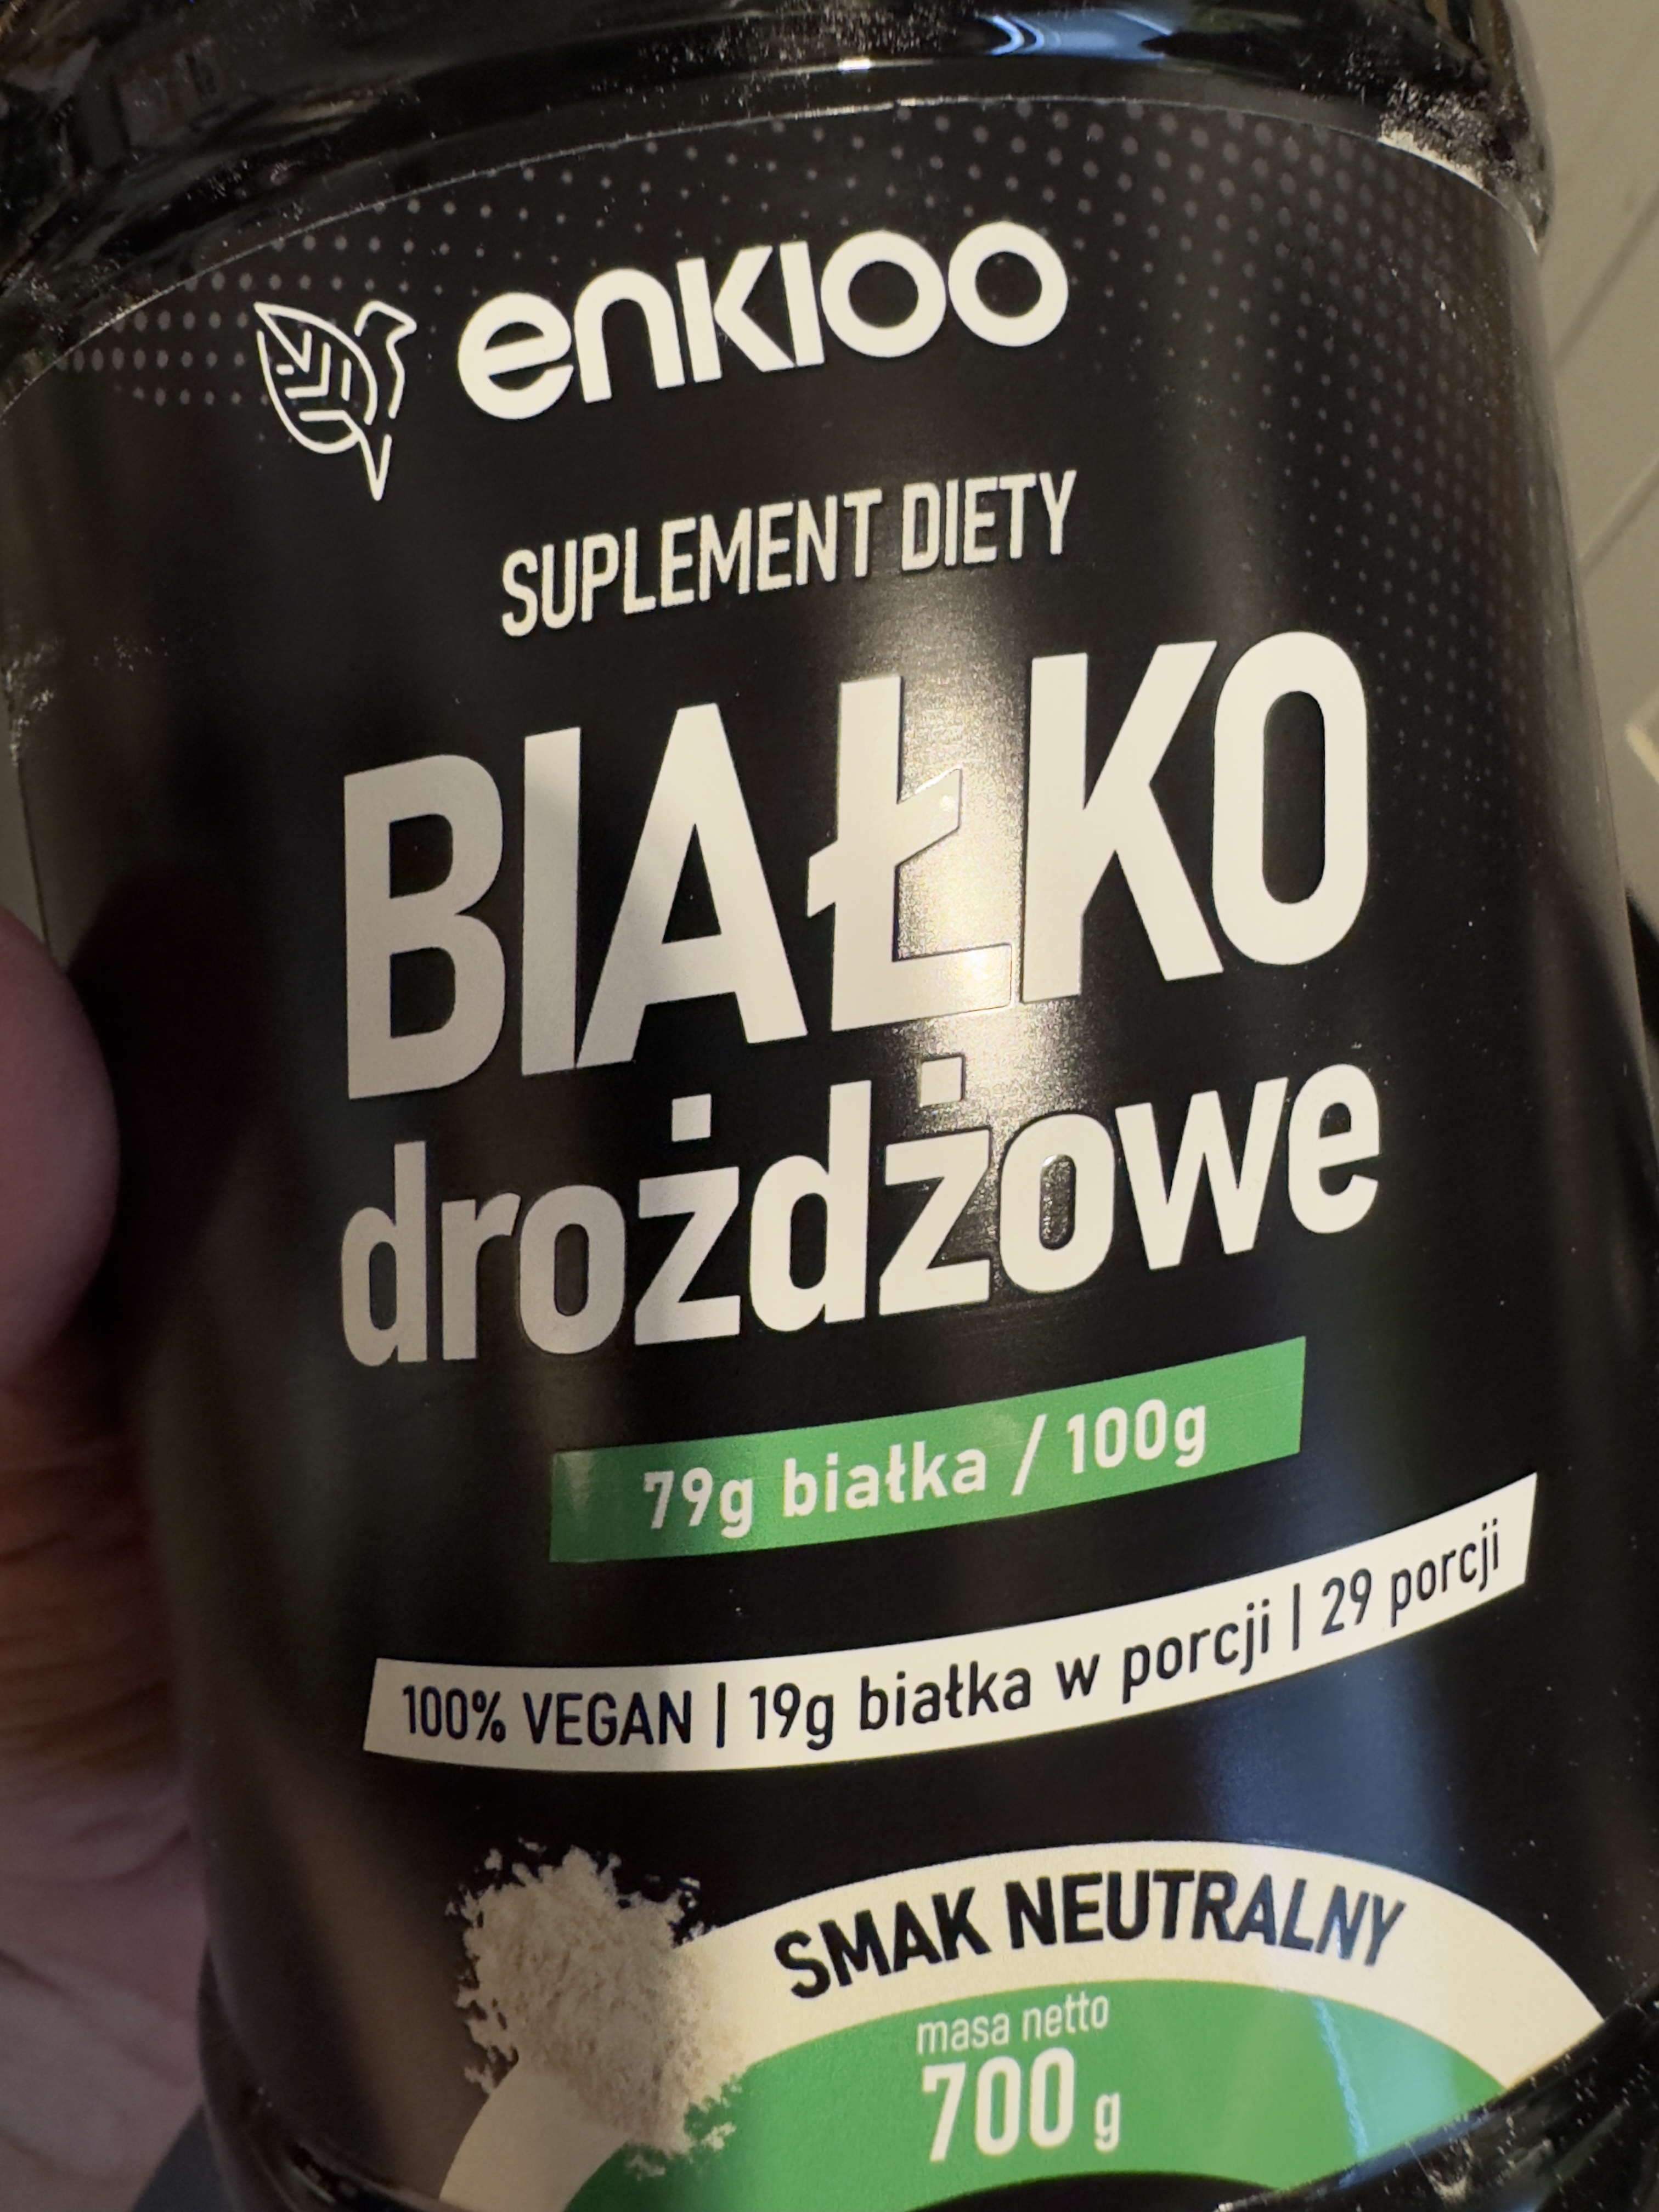 enkioo
SUPLEMENT DIETY
BIAŁKO
drożdżowe
79g białka / 100g
100% VEGAN | 19g białka w porcji | 29 porcji
SMAK NEUTRALNY
masa netto
700 g